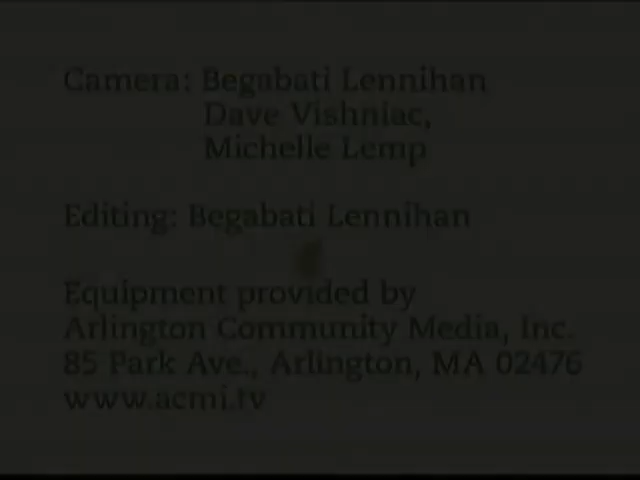 Camera: Begabati Lennihan
Dave Vishniac,
Michelle Lemp
Editing: Begabati Lennihan
Equipment provided by
Arlington Community Media, Inc.
85 Park Ave., Arlington, MA 02476
www.acmi.tv